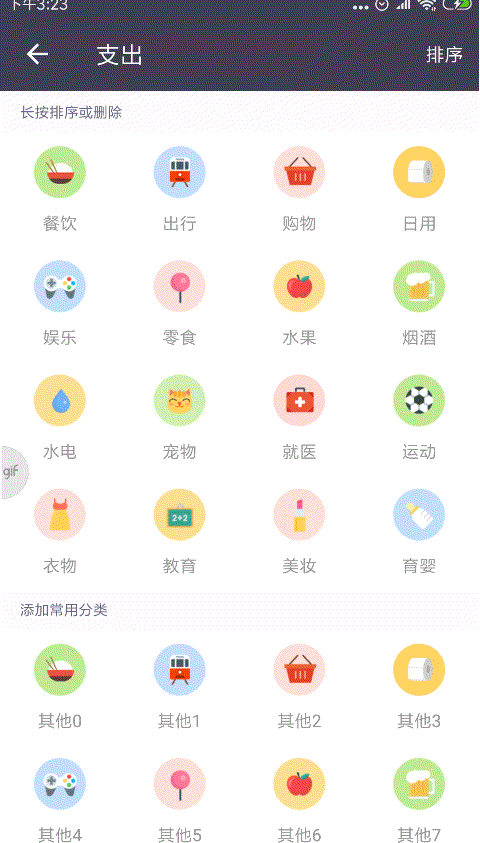 下午3:23
支出 排序
长按排序或删除
餐饮 出行 购物 日用
娱乐 零食 水果 烟酒
水电 宠物 就医 运动
gif
2+2
衣物 教育 美妆 育婴
添加常用分类
其他0 其他1 其他2 其他3
其他4 其他5 其他6 其他7